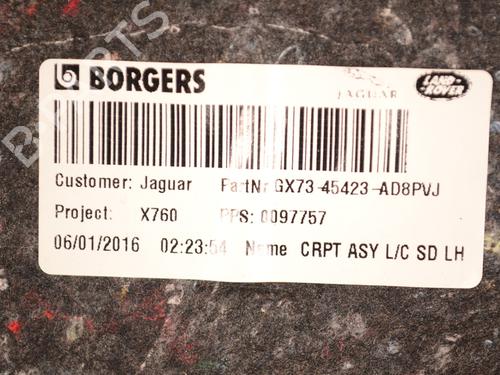 BORGERS
JAGUAR
LAND ROVER
Customer: Jaguar PartNr GX73-45423-AD8PVJ
Project: X760 PPS: 0097757
06/01/2016 02:23:54 Name CRPT ASY L/C SD LH